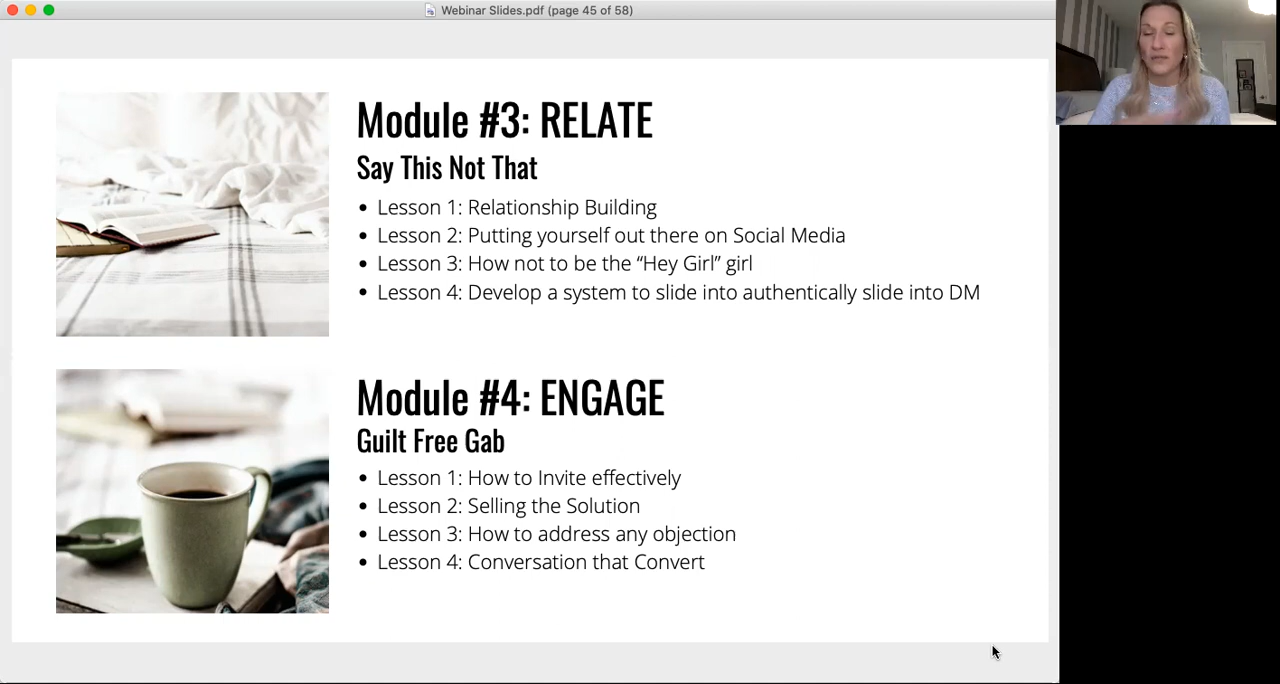 Webinar Slides.pdf (page 45 of 58)
Module #3: RELATE
Say This Not That
• Lesson 1: Relationship Building
• Lesson 2: Putting yourself out there on Social Media
• Lesson 3: How not to be the “Hey Girl” girl
• Lesson 4: Develop a system to slide into authentically slide into DM
Module #4: ENGAGE
Guilt Free Gab
• Lesson 1: How to Invite effectively
• Lesson 2: Selling the Solution
• Lesson 3: How to address any objection
• Lesson 4: Conversation that Convert